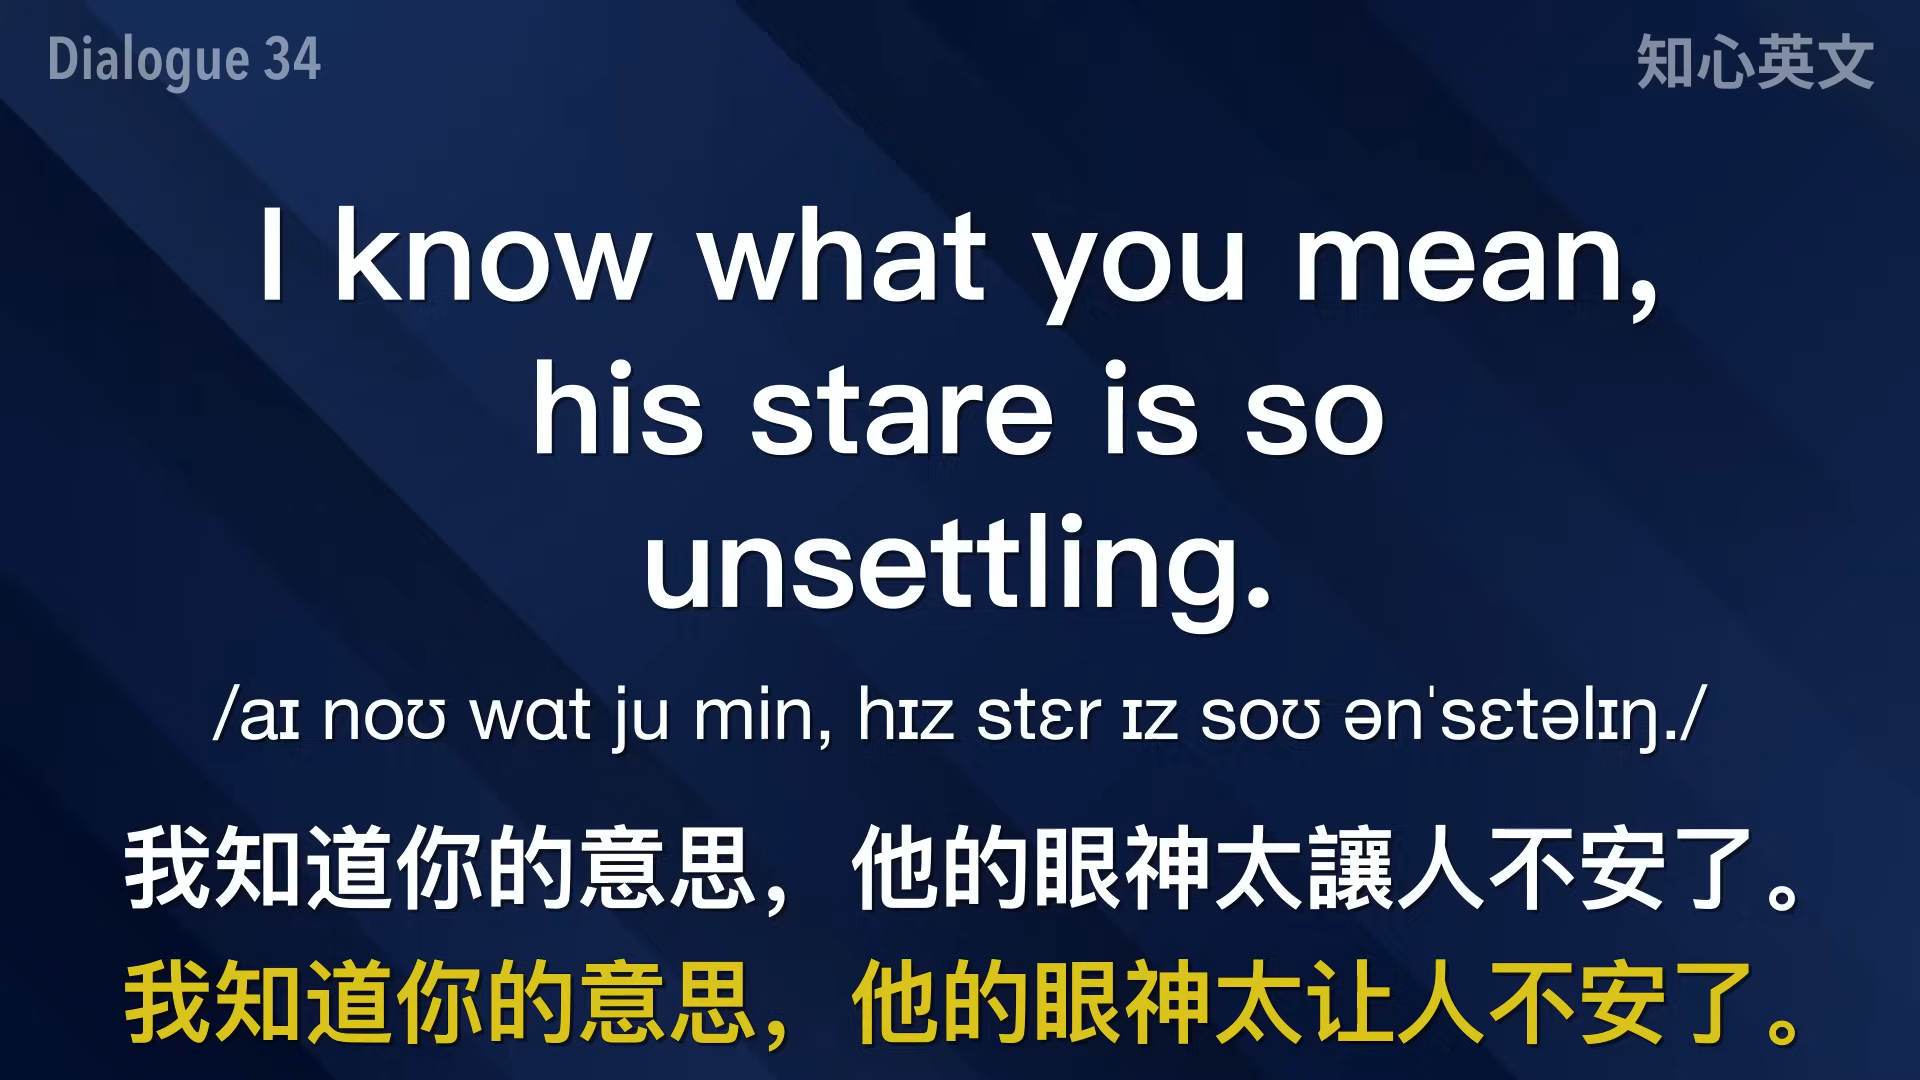 Dialogue 34
知心英文
I know what you mean,
his stare is so
unsettling.
/aɪ noʊ wɑt ju min, hɪz stɛr ɪz soʊ ənˈsɛtəlɪŋ./
我知道你的意思，他的眼神太讓人不安了。
我知道你的意思，他的眼神太让人不安了。